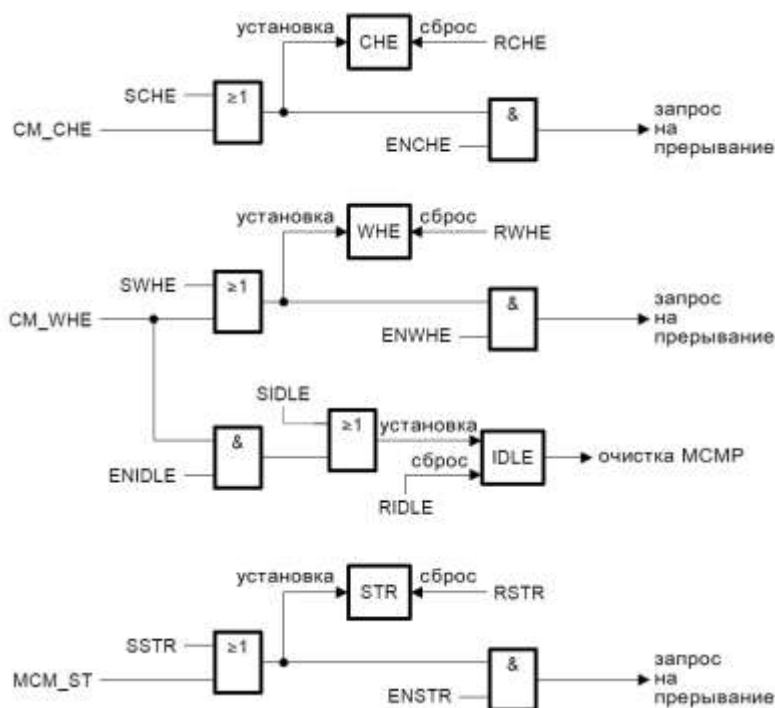 установка CHE сброс RCHE
SCHE ≥1
CM_CHE
ENCHE & запрос
на
прерывание
установка WHE сброс RWHE
SWHE ≥1
CM_WHE
ENWHE & запрос
на
прерывание
SIDLE ≥1 установка
ENIDLE & сброс IDLE очистка MCMP
RIDLE
установка STR сброс RSTR
SSTR ≥1
MCM_ST
ENSTR & запрос
на
прерывание